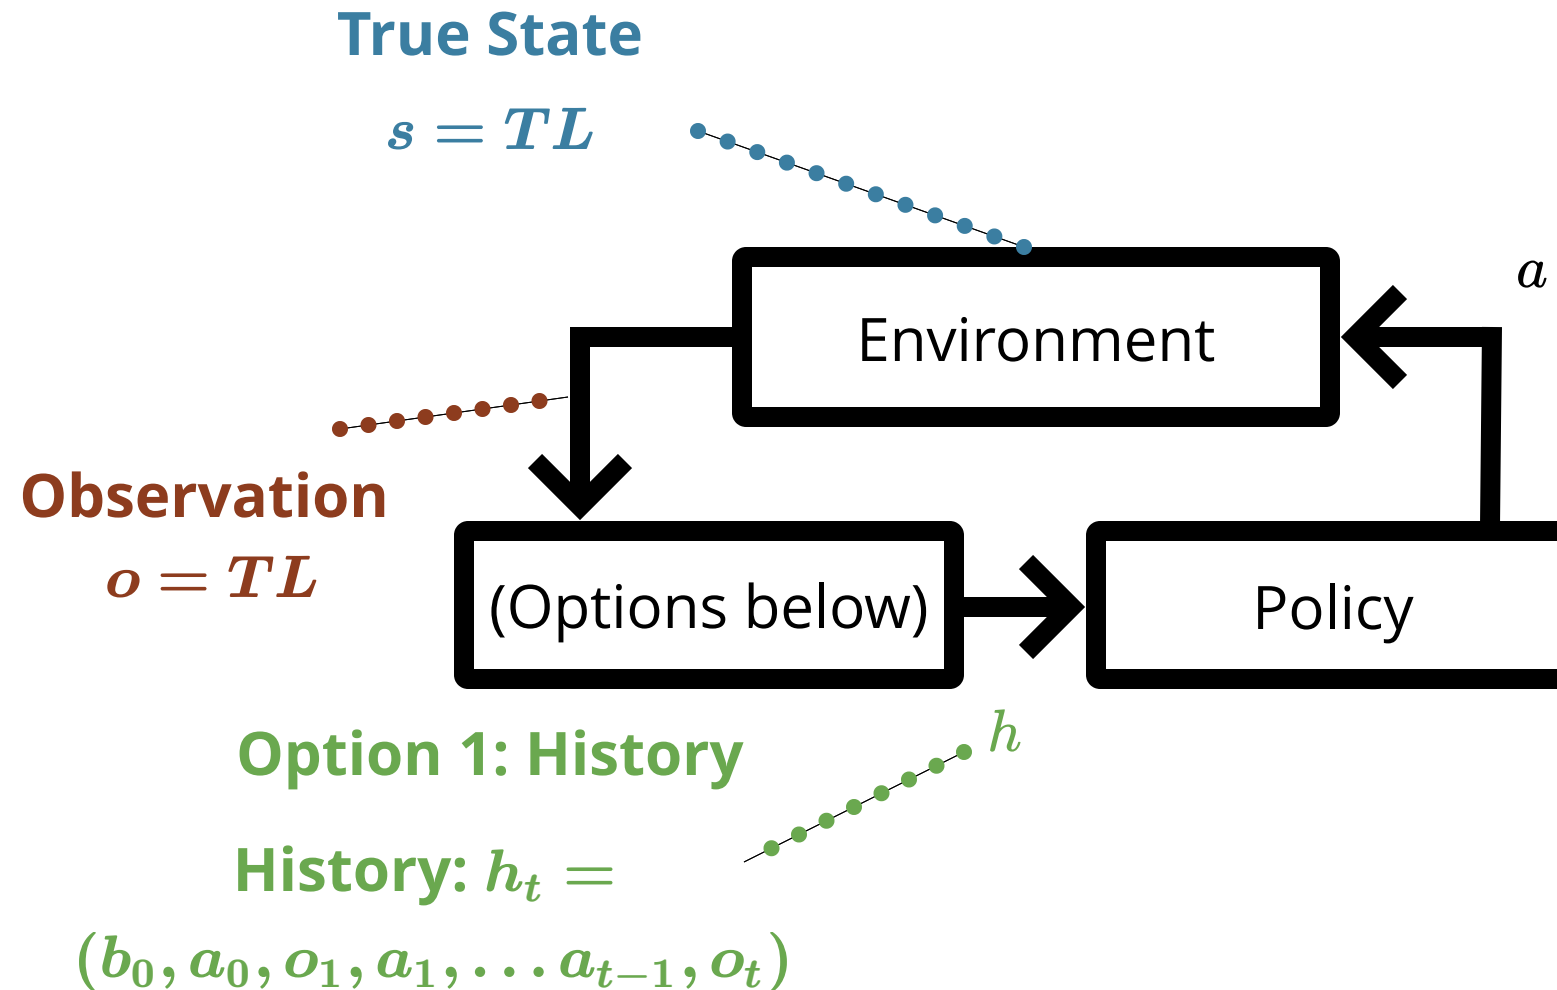 True State
s = TL
a
Environment
Observation
o = TL
(Options below)
Policy
Option 1: History
h
History: h_t =
(b_0, a_0, o_1, a_1, ... a_{t-1}, o_t)